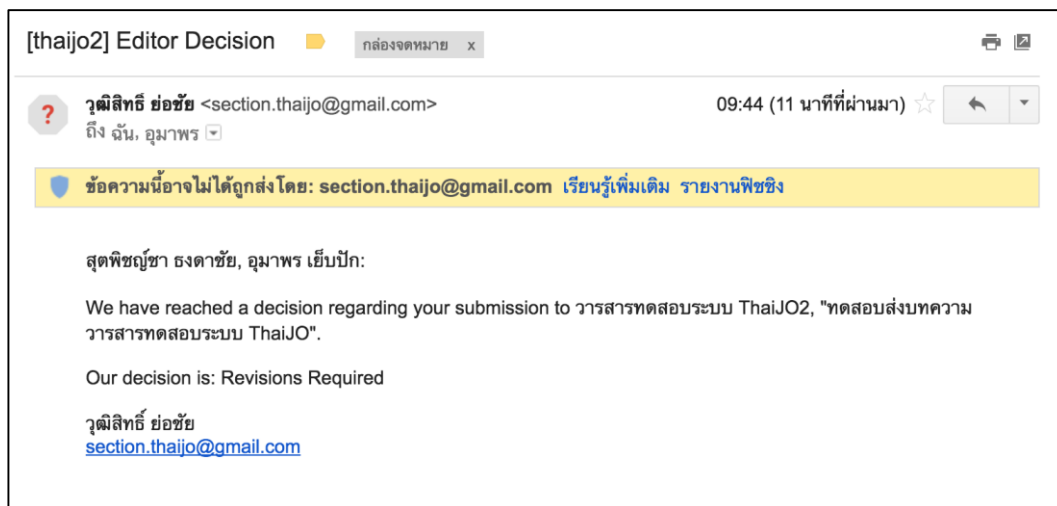 [thaijo2] Editor Decision กล่องจดหมาย x
วุฒิสิทธิ์ ย่อชัย <section.thaijo@gmail.com> 09:44 (11 นาทีที่ผ่านมา)
ถึง ฉัน, อุมาพร
ข้อความนี้อาจไม่ได้ถูกส่งโดย: section.thaijo@gmail.com เรียนรู้เพิ่มเติม รายงานฟิชชิง
สุตพิชญ์ชา ธงดาชัย, อุมาพร เย็บปัก:
We have reached a decision regarding your submission to วารสารทดสอบระบบ ThaiJO2, "ทดสอบส่งบทความ
วารสารทดสอบระบบ ThaiJO".
Our decision is: Revisions Required
วุฒิสิทธิ์ ย่อชัย
section.thaijo@gmail.com